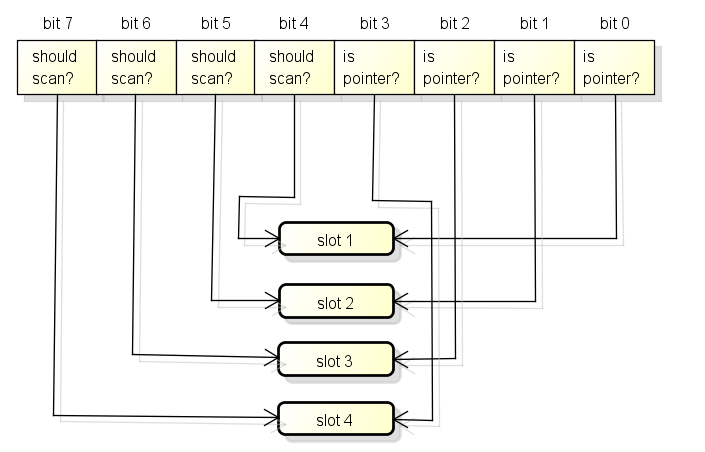 bit 7 bit 6 bit 5 bit 4 bit 3 bit 2 bit 1 bit 0
should should should should is is is is
scan? scan? scan? scan? pointer? pointer? pointer? pointer?
slot 1
slot 2
slot 3
slot 4